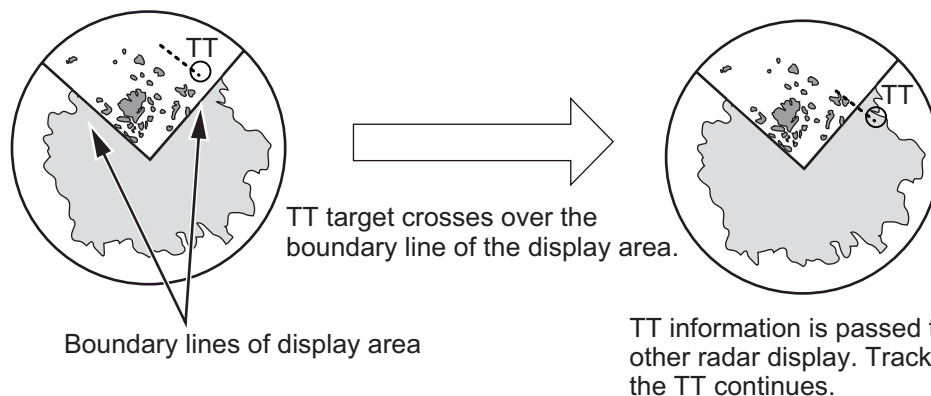 TT
TT
TT target crosses over the
boundary line of the display area.
Boundary lines of display area
TT information is passed
other radar display. Track
the TT continues.